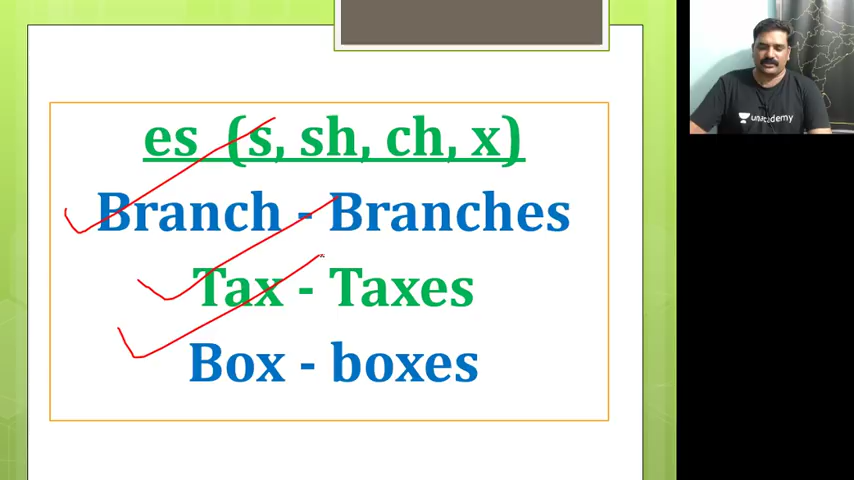 es (s, sh, ch, x)
Branch - Branches
Tax - Taxes
Box - boxes
unacademy